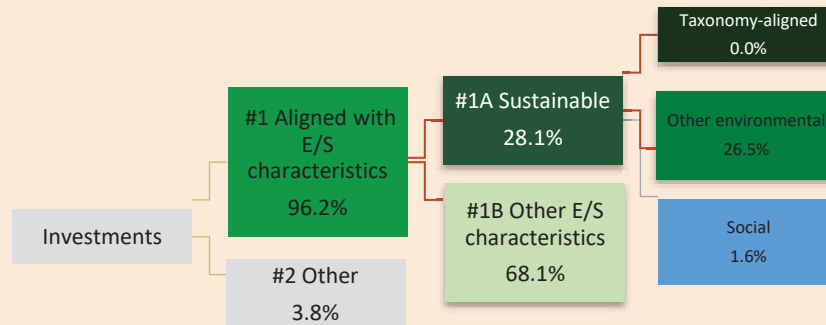 Investments
#1 Aligned with
E/S
characteristics
96.2%
#2 Other
3.8%
#1A Sustainable
28.1%
#1B Other E/S
characteristics
68.1%
Taxonomy-aligned
0.0%
Other environmental
26.5%
Social
1.6%